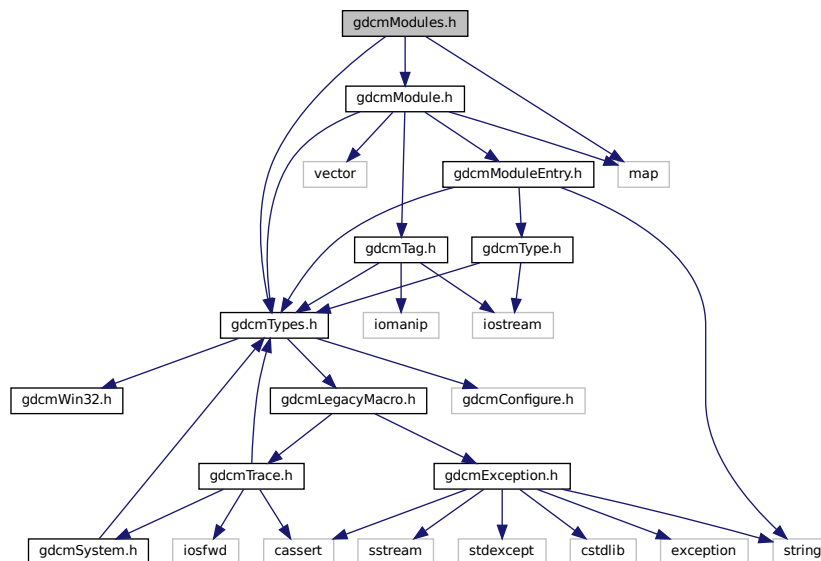 gdcmModules.h
gdcmModule.h
vector
gdcmModuleEntry.h
map
gdcmTag.h
gdcmType.h
gdcmTypes.h
iomanip
iostream
gdcmWin32.h
gdcmLegacyMacro.h
gdcmConfigure.h
gdcmTrace.h
gdcmException.h
gdcmSystem.h
iosfwd
cassert
sstream
stdexcept
cstdlib
exception
string